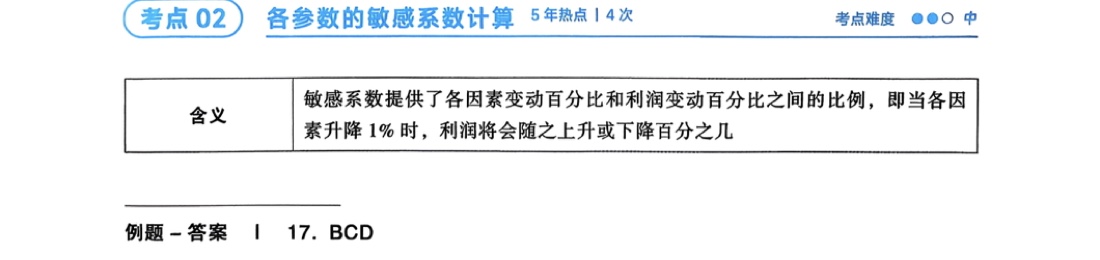 考点 02 各参数的敏感系数计算 5年热点 | 4次 考点难度 中
含义
敏感系数提供了各因素变动百分比和利润变动百分比之间的比例，即当各因
素升降 1% 时，利润将会随之上升或下降百分之几
例题 – 答案 | 17. BCD